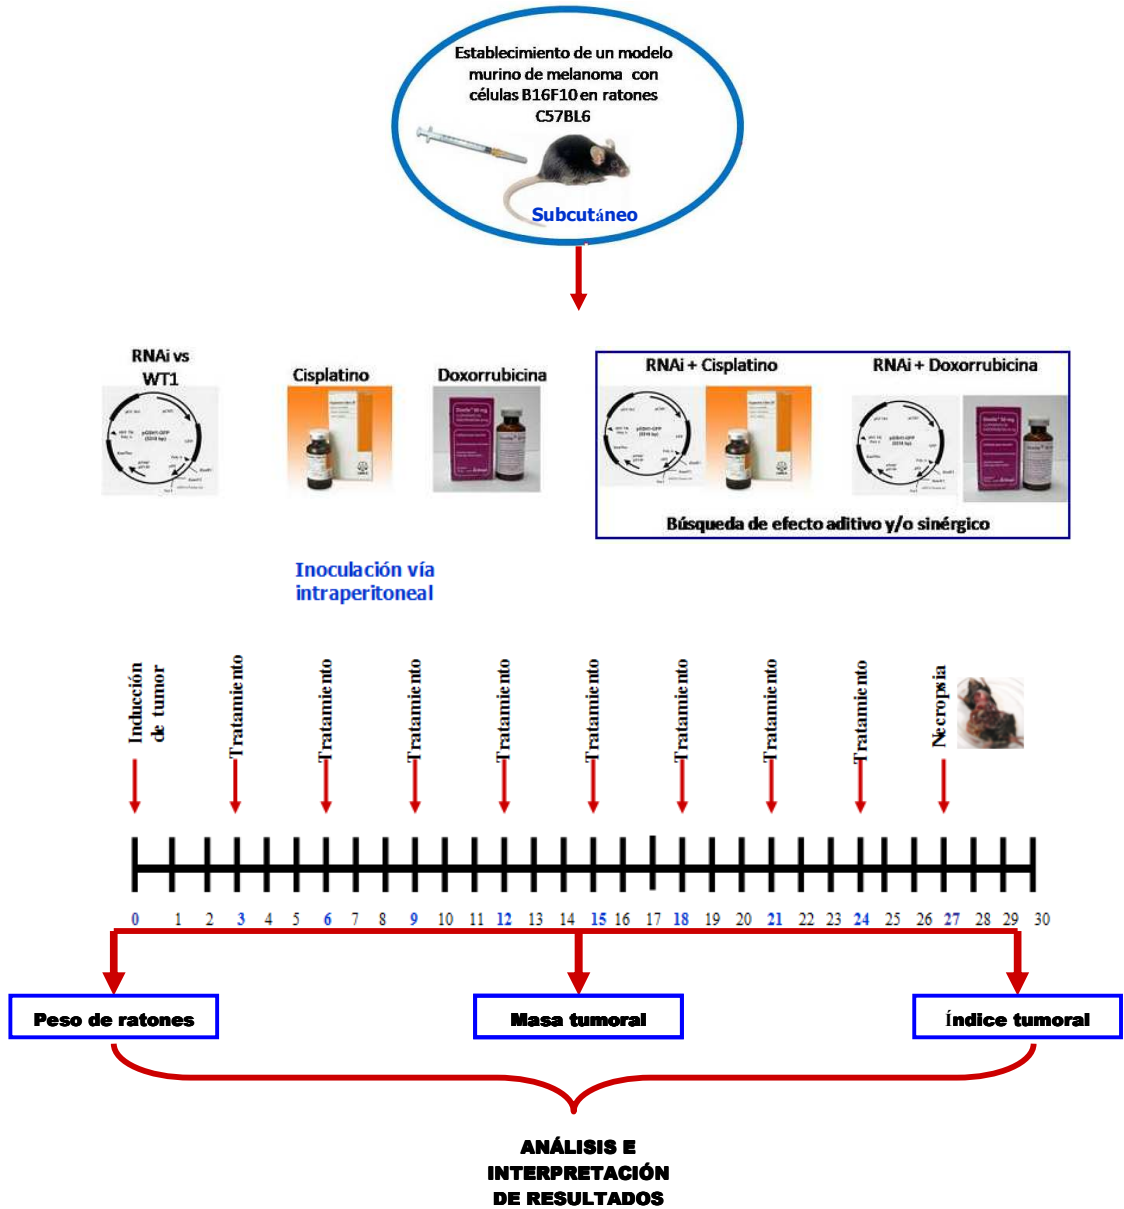 Establecimiento de un modelo
murino de melanoma con
células B16F10 en ratones
C57BL6
Subcutáneo
RNAi vs
WT1
Cisplatino
Doxorrubicina
RNAi + Cisplatino
RNAi + Doxorrubicina
Búsqueda de efecto aditivo y/o sinérgico
Inoculación vía
intraperitoneal
Inducción
de tumor
Tratamiento
Tratamiento
Tratamiento
Tratamiento
Tratamiento
Tratamiento
Tratamiento
Tratamiento
Necropsia
0 1 2 3 4 5 6 7 8 9 10 11 12 13 14 15 16 17 18 19 20 21 22 23 24 25 26 27 28 29 30
Peso de ratones
Masa tumoral
Índice tumoral
ANÁLISIS E
INTERPRETACIÓN
DE RESULTADOS